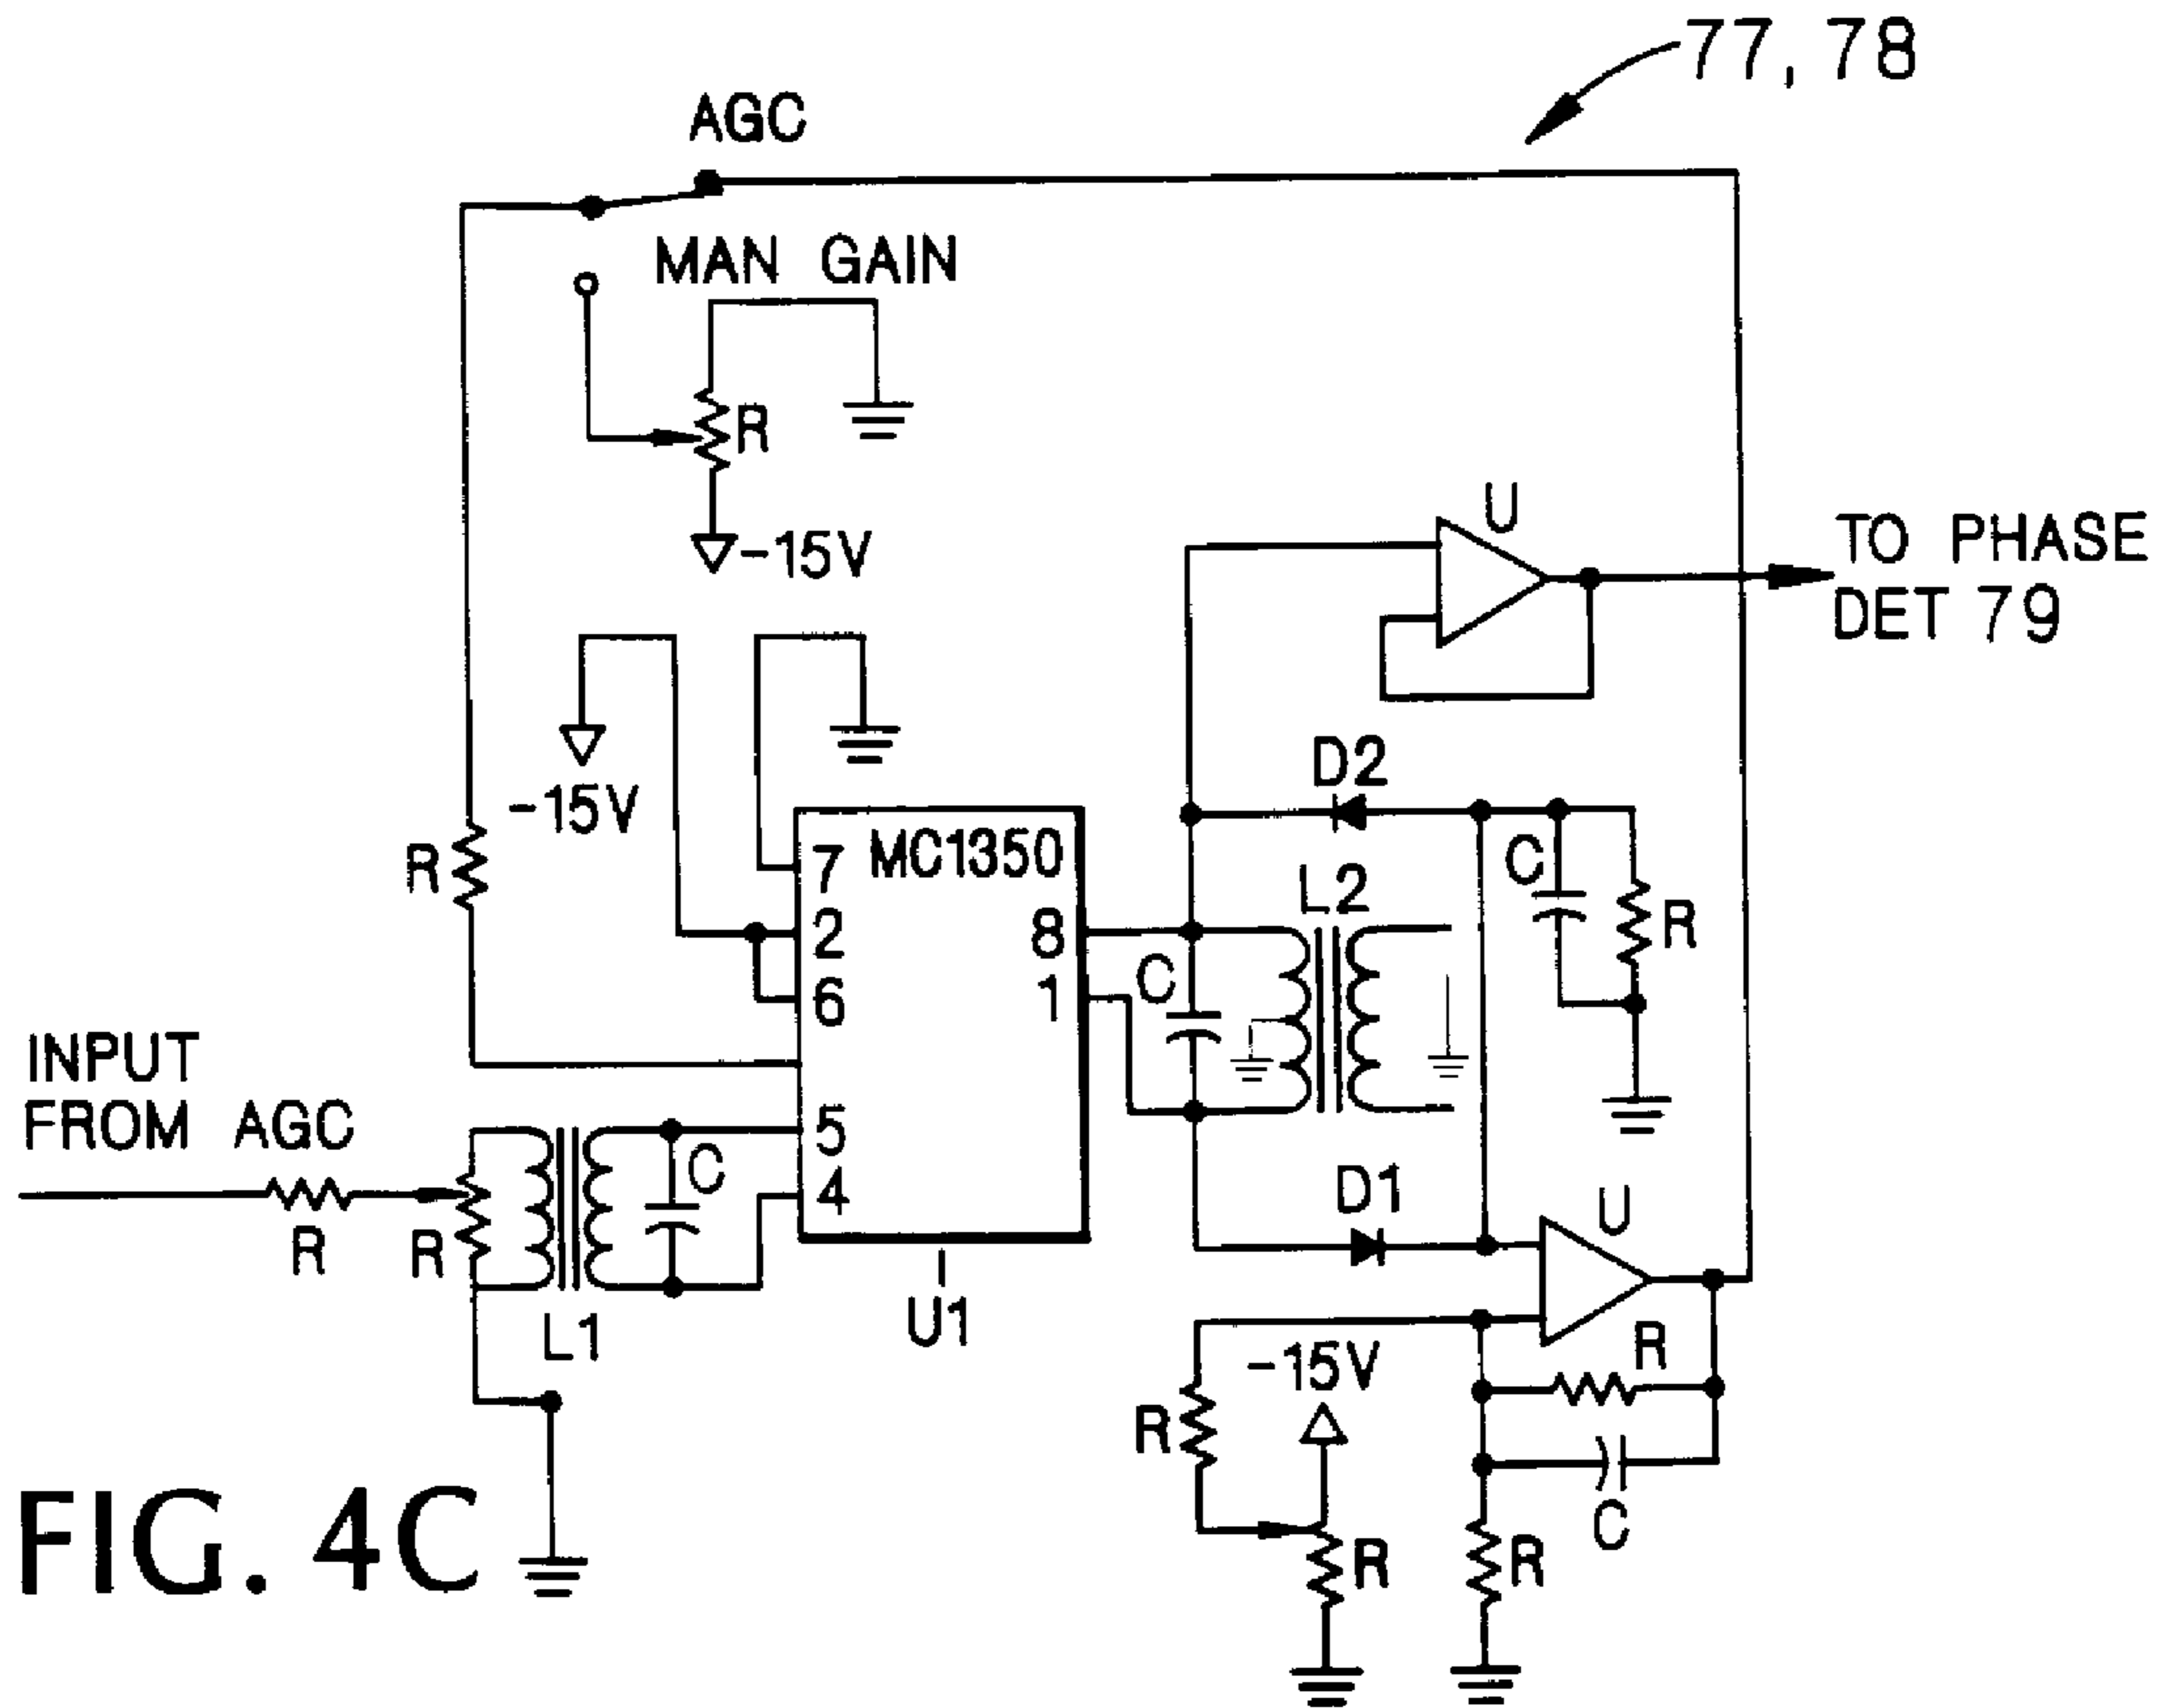 77, 78
AGC
MAN GAIN
R
-15V
U
TO PHASE
DET 79
-15V
D2
R
7
MC1350
C
2
8
L2
R
6
1
C
INPUT
FROM AGC
5
C
4
D1
U
R
R
L1
U1
-15V
R
R
C
FIG. 4C
R
R